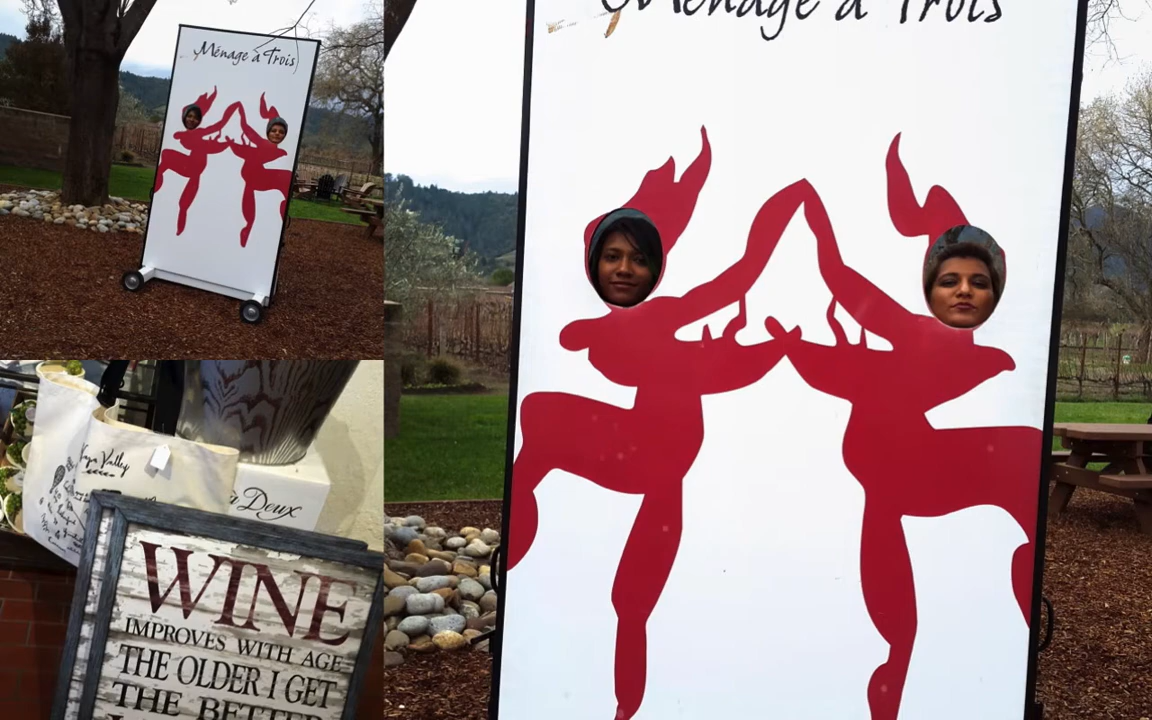 Ménage à Trois
Ménage à Trois
Napa Valley
à Deux
WINE
IMPROVES WITH AGE
THE OLDER I GET
THE BETTER